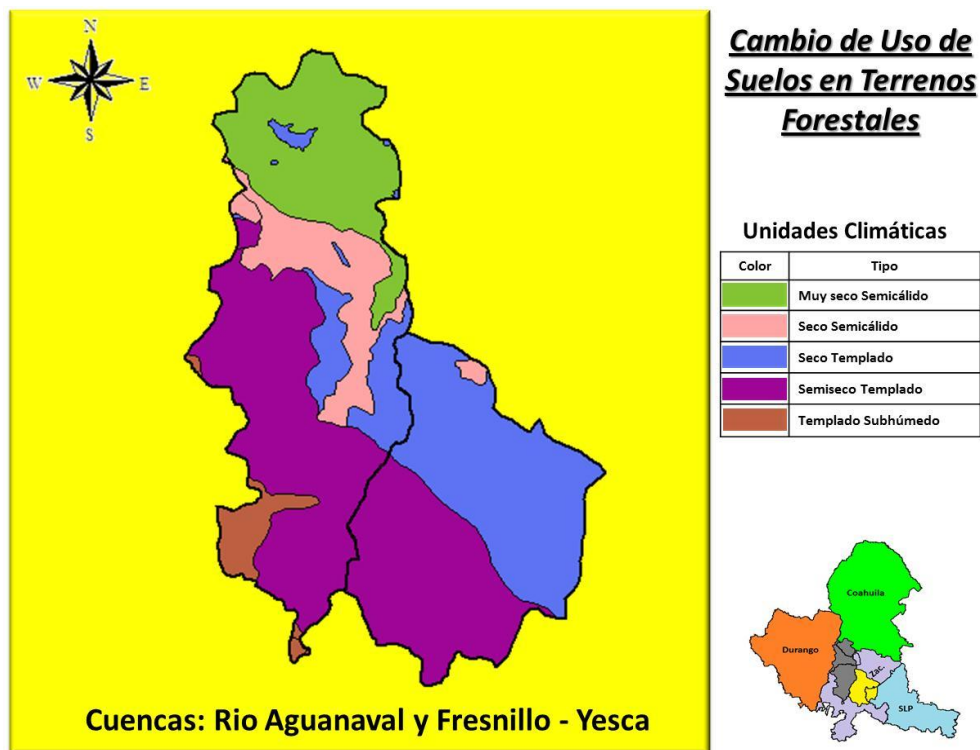 N
W E
S
Cambio de Uso de
Suelos en Terrenos
Forestales
Unidades Climáticas
Color Tipo
Muy seco Semicálido
Seco Semicálido
Seco Templado
Semiseco Templado
Templado Subhúmedo
Coahuila
Durango
Zac.
SLP
Cuencas: Rio Aguanaval y Fresnillo - Yesca